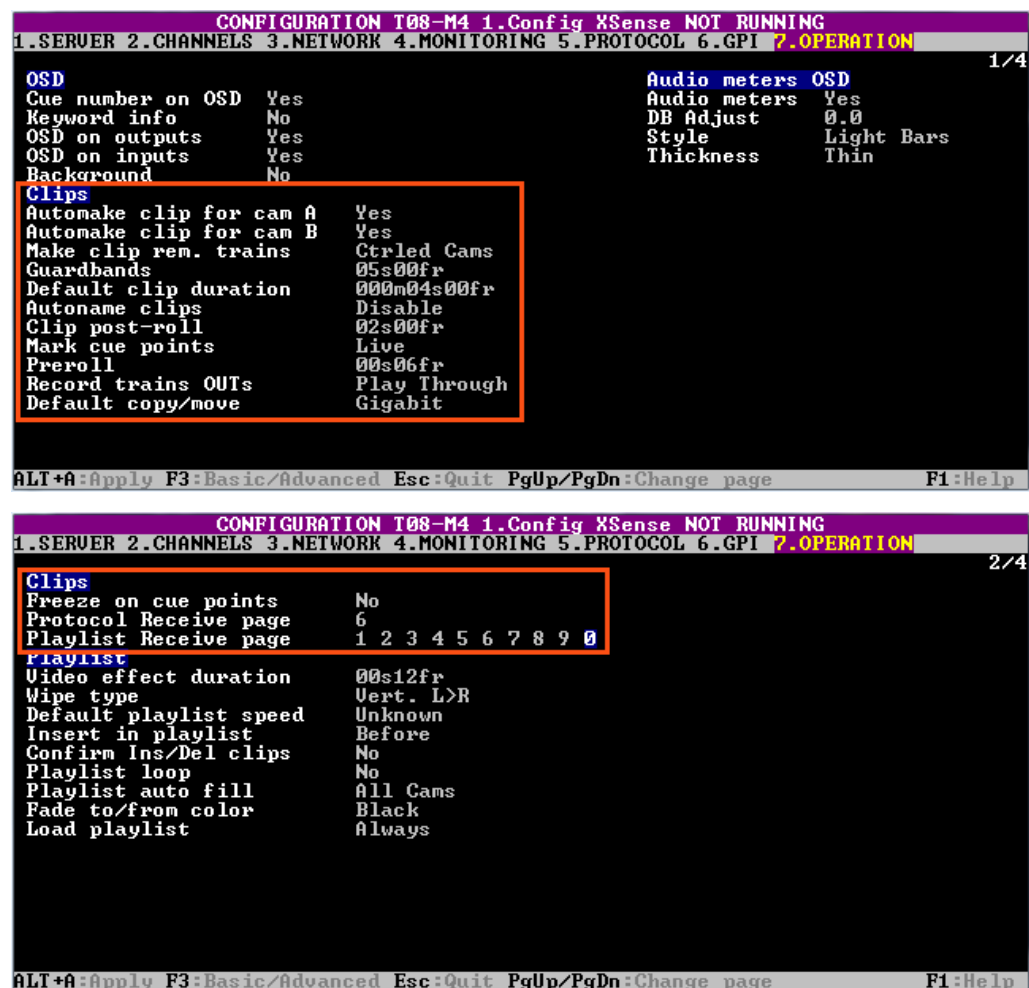 CONFIGURATION T08-M4 1.Config XSense NOT RUNNING
1.SERVER 2.CHANNELS 3.NETWORK 4.MONITORING 5.PROTOCOL 6.GPI 7.OPERATION
1/4
OSD Audio meters OSD
Cue number on OSD Yes Audio meters Yes
Keyword info No DB Adjust 0.0
OSD on outputs Yes Style Light Bars
OSD on inputs Yes Thickness Thin
Background No
Clips
Automake clip for cam A Yes
Automake clip for cam B Yes
Make clip rem. trains Ctrled Cams
Guardbands 05s00fr
Default clip duration 000m04s00fr
Autoname clips Disable
Clip post-roll 02s00fr
Mark cue points Live
Preroll 00s06fr
Record trains OUTs Play Through
Default copy/move Gigabit
ALT+A:Apply F3:Basic/Advanced Esc:Quit PgUp/PgDn:Change page F1:Help
CONFIGURATION T08-M4 1.Config XSense NOT RUNNING
1.SERVER 2.CHANNELS 3.NETWORK 4.MONITORING 5.PROTOCOL 6.GPI 7.OPERATION
2/4
Clips
Freeze on cue points No
Protocol Receive page 6
Playlist Receive page 1 2 3 4 5 6 7 8 9 0
Playlist
Video effect duration 00s12fr
Wipe type Vert. L>R
Default playlist speed Unknown
Insert in playlist Before
Confirm Ins/Del clips No
Playlist loop No
Playlist auto fill All Cams
Fade to/from color Black
Load playlist Always
ALT+A:Apply F3:Basic/Advanced Esc:Quit PgUp/PgDn:Change page F1:Help